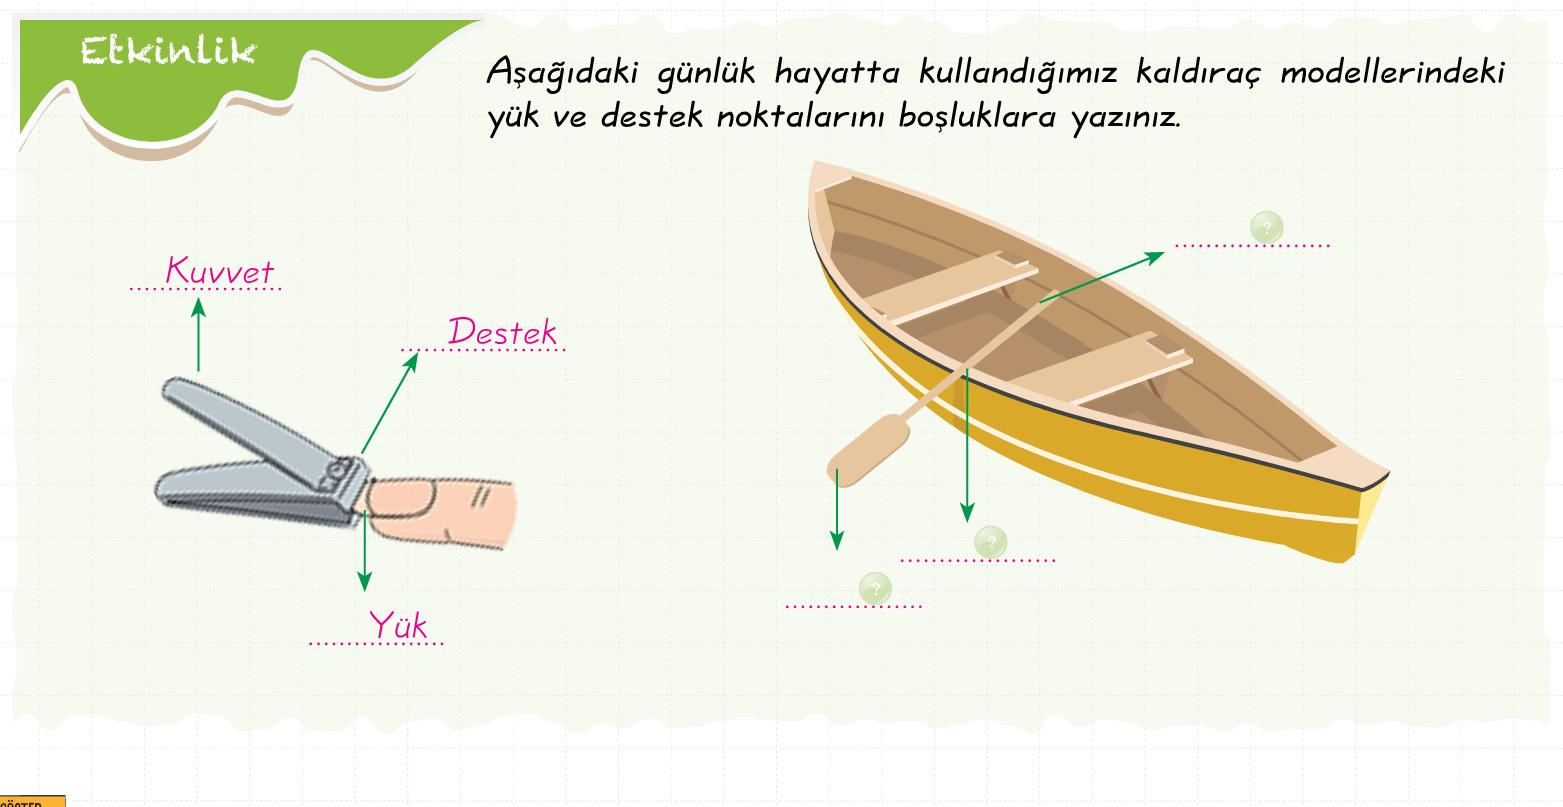 Etkinlik
Aşağıdaki günlük hayatta kullandığımız kaldıraç modellerindeki
yük ve destek noktalarını boşluklara yazınız.
?
Kuvvet
Destek
?
?
Yük